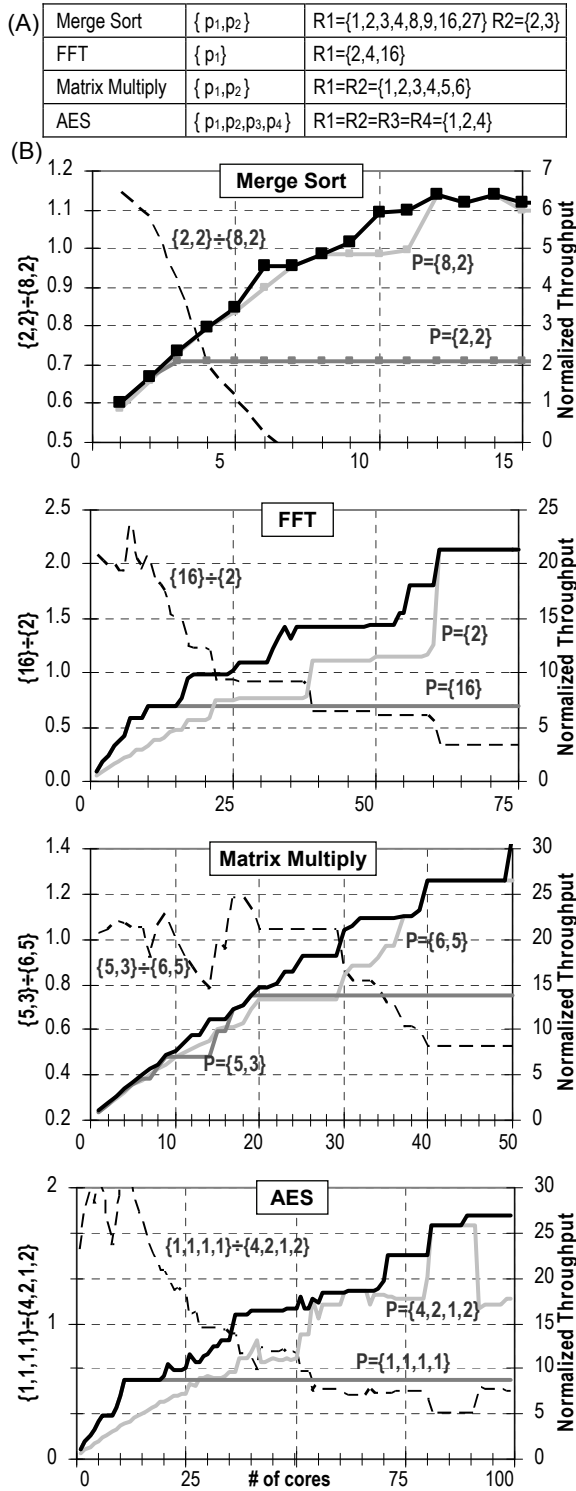 (A)
Merge Sort { p1,p2} R1={1,2,3,4,8,9,16,27} R2={2,3}
FFT { p1} R1={2,4,16}
Matrix Multiply { p1,p2} R1=R2={1,2,3,4,5,6}
AES { p1,p2,p3,p4} R1=R2=R3=R4={1,2,4}
(B)
Merge Sort
{2,2}÷{8,2}
1.2
1.1
1.0
0.9
0.8
0.7
0.6
0.5
{2,2}÷{8,2}
P={8,2}
P={2,2}
7
6
5
4
3
2
1
0
Normalized Throughput
0 5 10 15
FFT
{16}÷{2}
2.5
2.0
1.5
1.0
0.5
0.0
{16}÷{2}
P={2}
P={16}
25
20
15
10
5
0
Normalized Throughput
0 25 50 75
Matrix Multiply
{5,3}÷{6,5}
1.4
1.2
1.0
0.8
0.6
0.4
0.2
{5,3}÷{6,5}
P={6,5}
P={5,3}
30
25
20
15
10
5
0
Normalized Throughput
0 10 20 30 40 50
AES
{1,1,1,1}÷{4,2,1,2}
2
1
0
{1,1,1,1}÷{4,2,1,2}
P={4,2,1,2}
P={1,1,1,1}
30
25
20
15
10
5
0
Normalized Throughput
0 25 50 75 100
# of cores